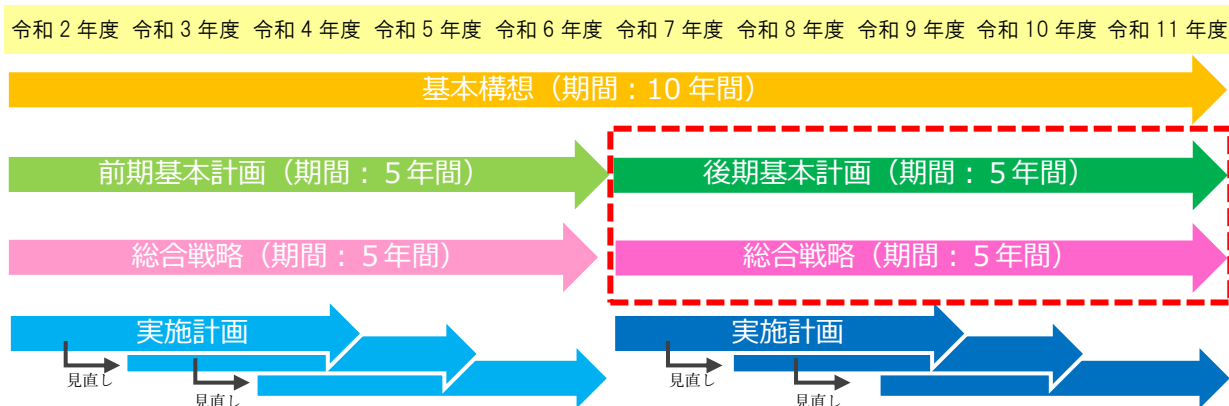 令和２年度 令和３年度 令和４年度 令和５年度 令和６年度 令和７年度 令和８年度 令和９年度 令和10年度 令和11年度
基本構想（期間：10年間）
前期基本計画（期間：５年間） 後期基本計画（期間：５年間）
総合戦略（期間：５年間） 総合戦略（期間：５年間）
実施計画 実施計画
見直し 見直し
見直し 見直し